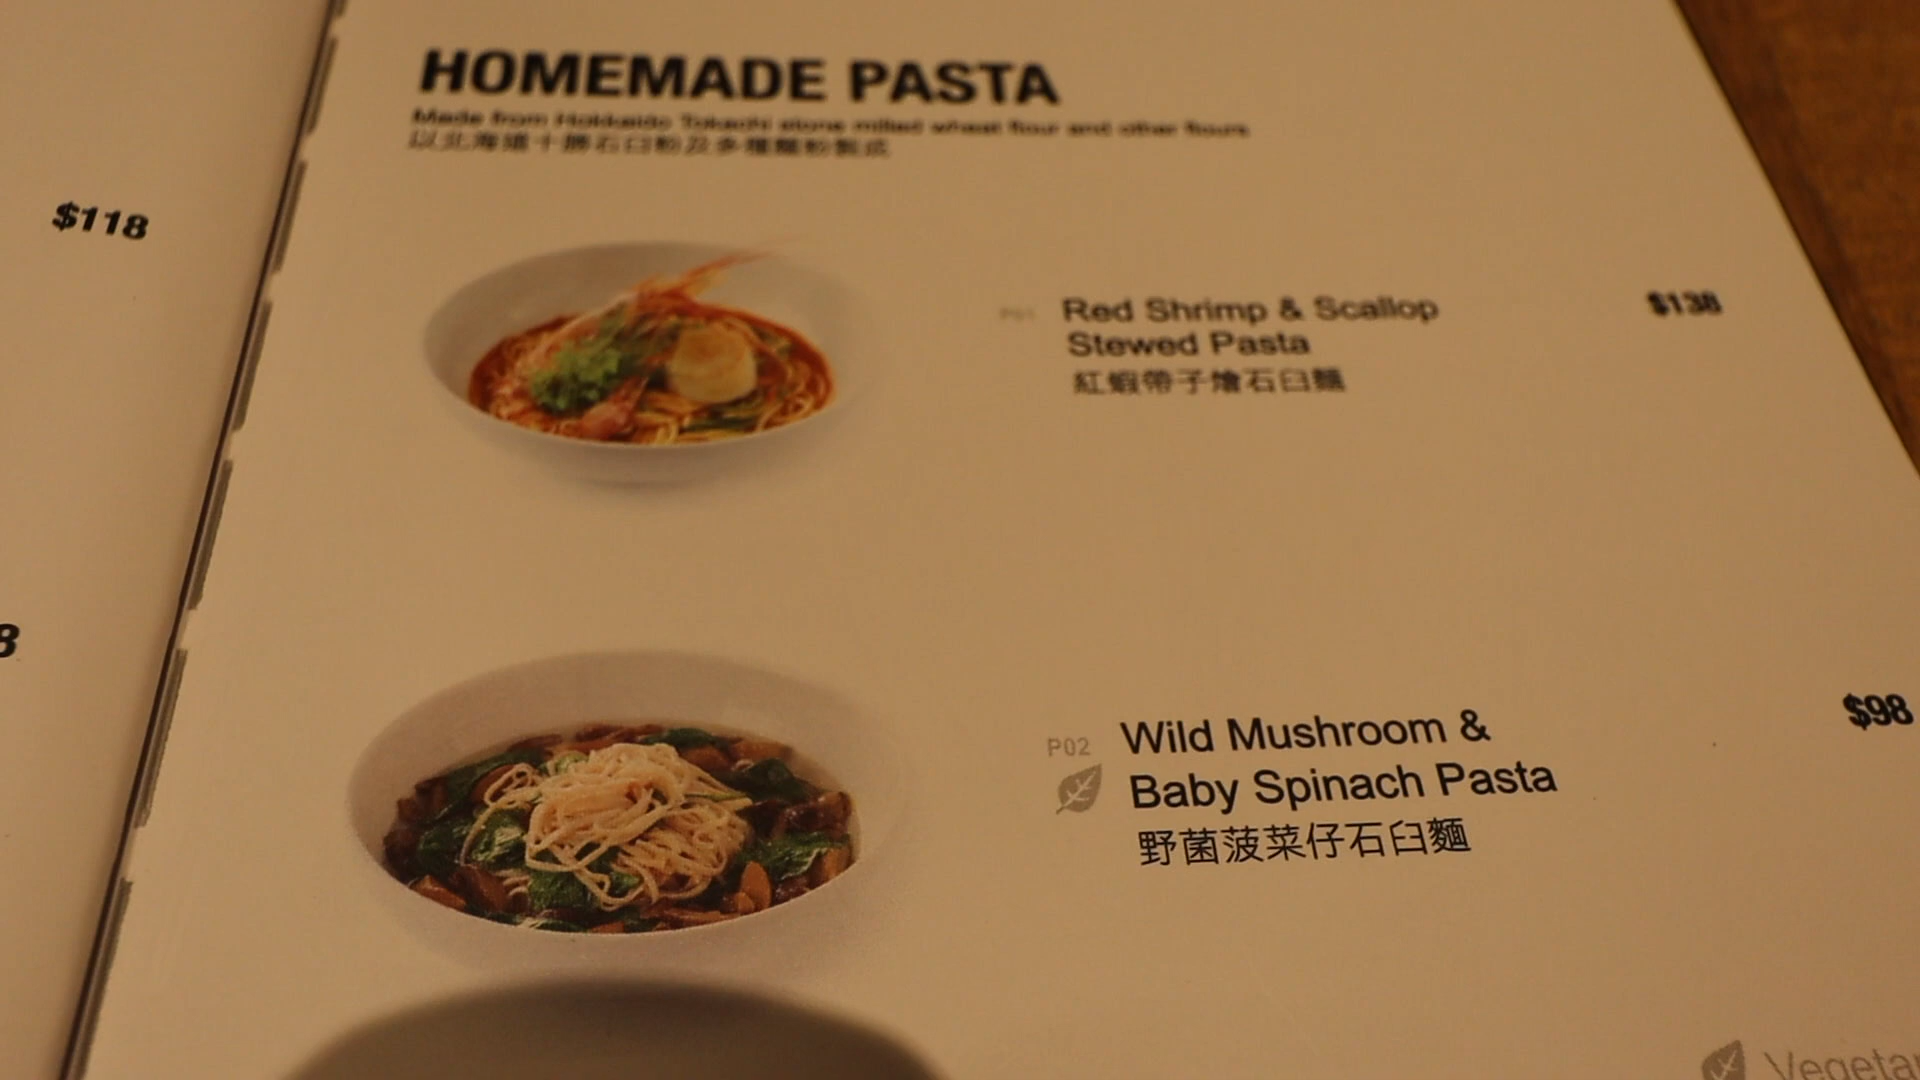 $118
HOMEMADE PASTA
Made from Hokkaido Tokachi stone milled wheat flour and other flours
以北海道十勝石臼粉及多種麵粉製成
P01 Red Shrimp & Scallop $138
Stewed Pasta
紅蝦帶子燴石臼麵
P02 Wild Mushroom & $98
Baby Spinach Pasta
野菌菠菜仔石臼麵